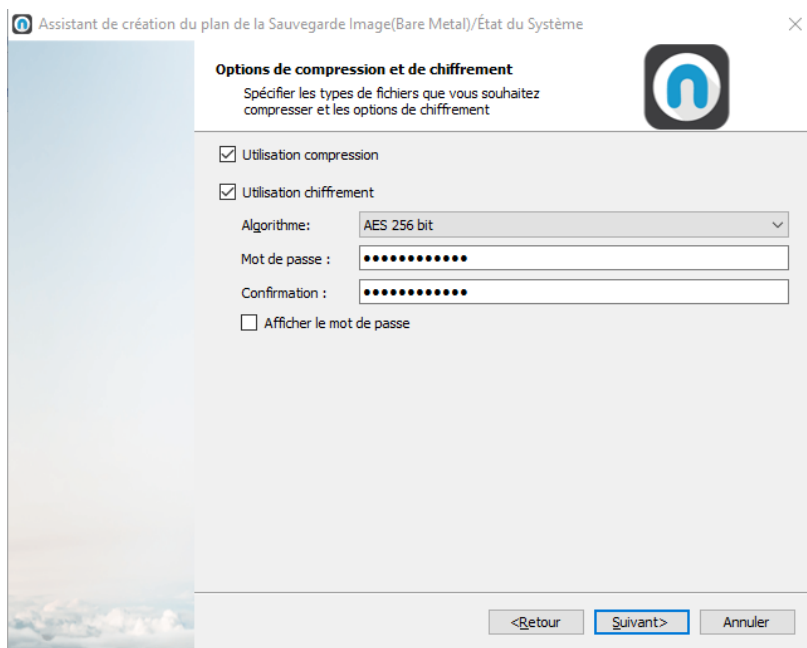 Assistant de création du plan de la Sauvegarde Image(Bare Metal)/État du Système
Options de compression et de chiffrement
Spécifier les types de fichiers que vous souhaitez
compresser et les options de chiffrement
Utilisation compression
Utilisation chiffrement
Algorithme: AES 256 bit
Mot de passe : ●●●●●●●●●●●●
Confirmation : ●●●●●●●●●●●●
Afficher le mot de passe
<Retour Suivant> Annuler